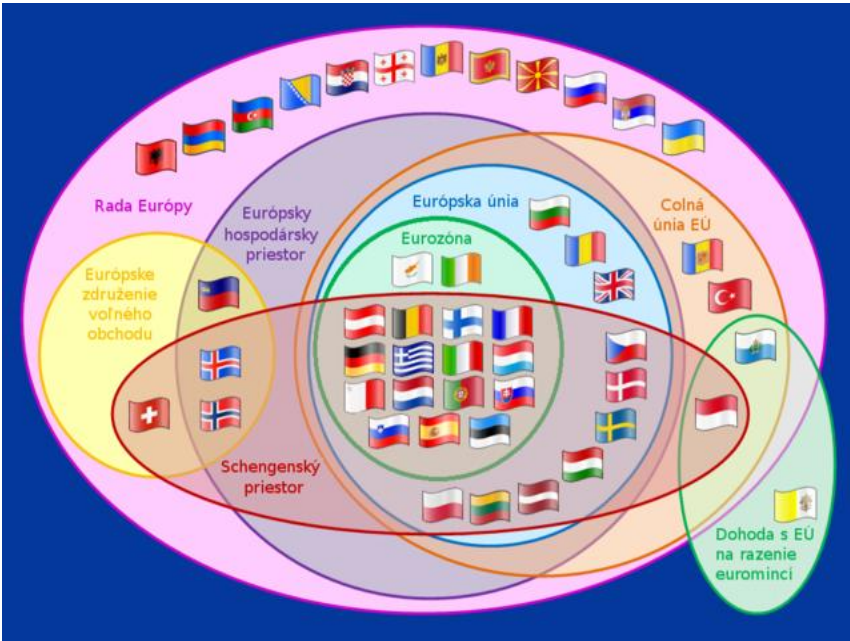 Rada Európy
Európsky
hospodársky
priestor
Európska únia
Colná
únia EÚ
Eurozóna
Európske
združenie
voľného
obchodu
Schengenský
priestor
Dohoda s EÚ
na razenie
euromincí